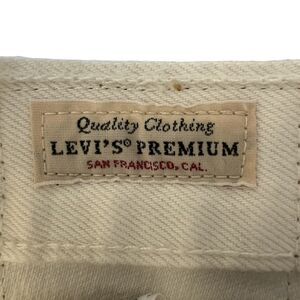 Quality Clothing
LEVI'S® PREMIUM
SAN FRANCISCO, CAL.